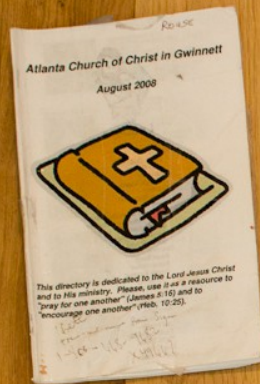 Rouse
Atlanta Church of Christ in Gwinnett
August 2008
This directory is dedicated to the Lord Jesus Christ
and to His ministry. Please, use it as a resource to
"pray for one another" (James 5:16) and to
"encourage one another" (Heb. 10:25).